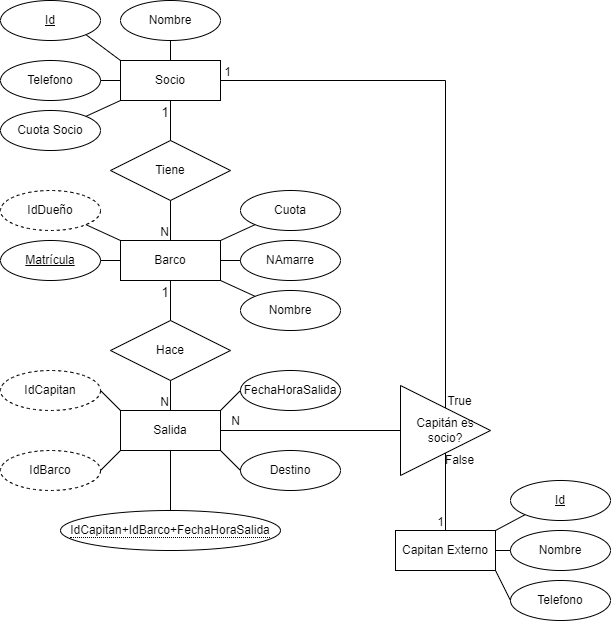 Id
Nombre
Telefono
Socio
1
Cuota Socio
1
Tiene
IdDueño
Cuota
N
Matrícula
Barco
NAmarre
1
Nombre
Hace
IdCapitan
FechaHoraSalida
N
True
Salida
N
Capitán es
socio?
IdBarco
Destino
False
Id
1
IdCapitan+IdBarco+FechaHoraSalida
Capitan Externo
Nombre
Telefono